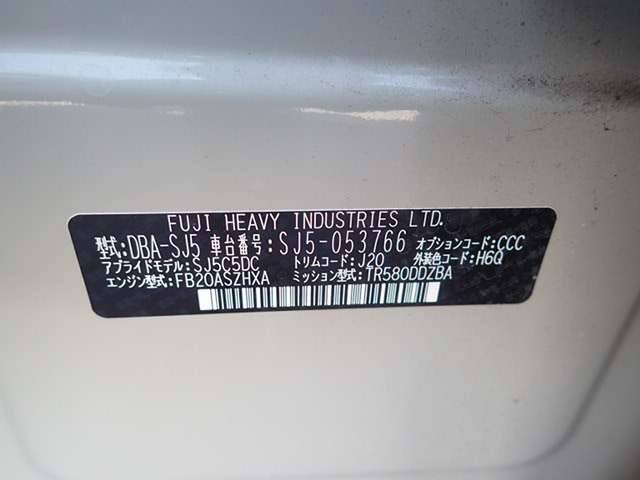 FUJI HEAVY INDUSTRIES LTD.
型式:DBA-SJ5 車台番号:SJ5-053766 オプションコード:CCC
アプライドモデル:SJ5C5DC トリムコード:J20 外装色コード:H6Q
エンジン型式:FB20ASZHXA ミッション型式:TR580DDZBA